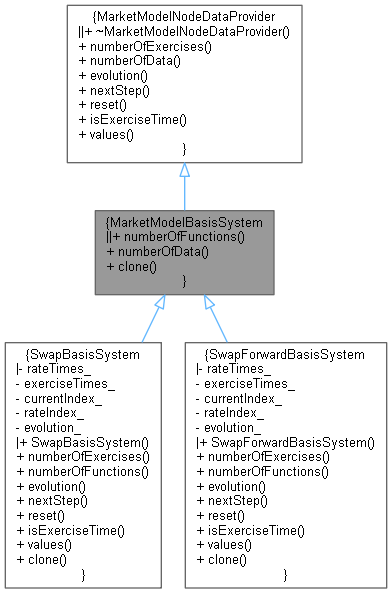 {MarketModelNodeDataProvider
||+ ~MarketModelNodeDataProvider()
+ numberOfExercises()
+ numberOfData()
+ evolution()
+ nextStep()
+ reset()
+ isExerciseTime()
+ values()
}
{MarketModelBasisSystem
||+ numberOfFunctions()
+ numberOfData()
+ clone()
}
{SwapBasisSystem
|- rateTimes_
- exerciseTimes_
- currentIndex_
- rateIndex_
- evolution_
|+ SwapBasisSystem()
+ numberOfExercises()
+ numberOfFunctions()
+ evolution()
+ nextStep()
+ reset()
+ isExerciseTime()
+ values()
+ clone()
}
{SwapForwardBasisSystem
|- rateTimes_
- exerciseTimes_
- currentIndex_
- rateIndex_
- evolution_
|+ SwapForwardBasisSystem()
+ numberOfExercises()
+ numberOfFunctions()
+ evolution()
+ nextStep()
+ reset()
+ isExerciseTime()
+ values()
+ clone()
}